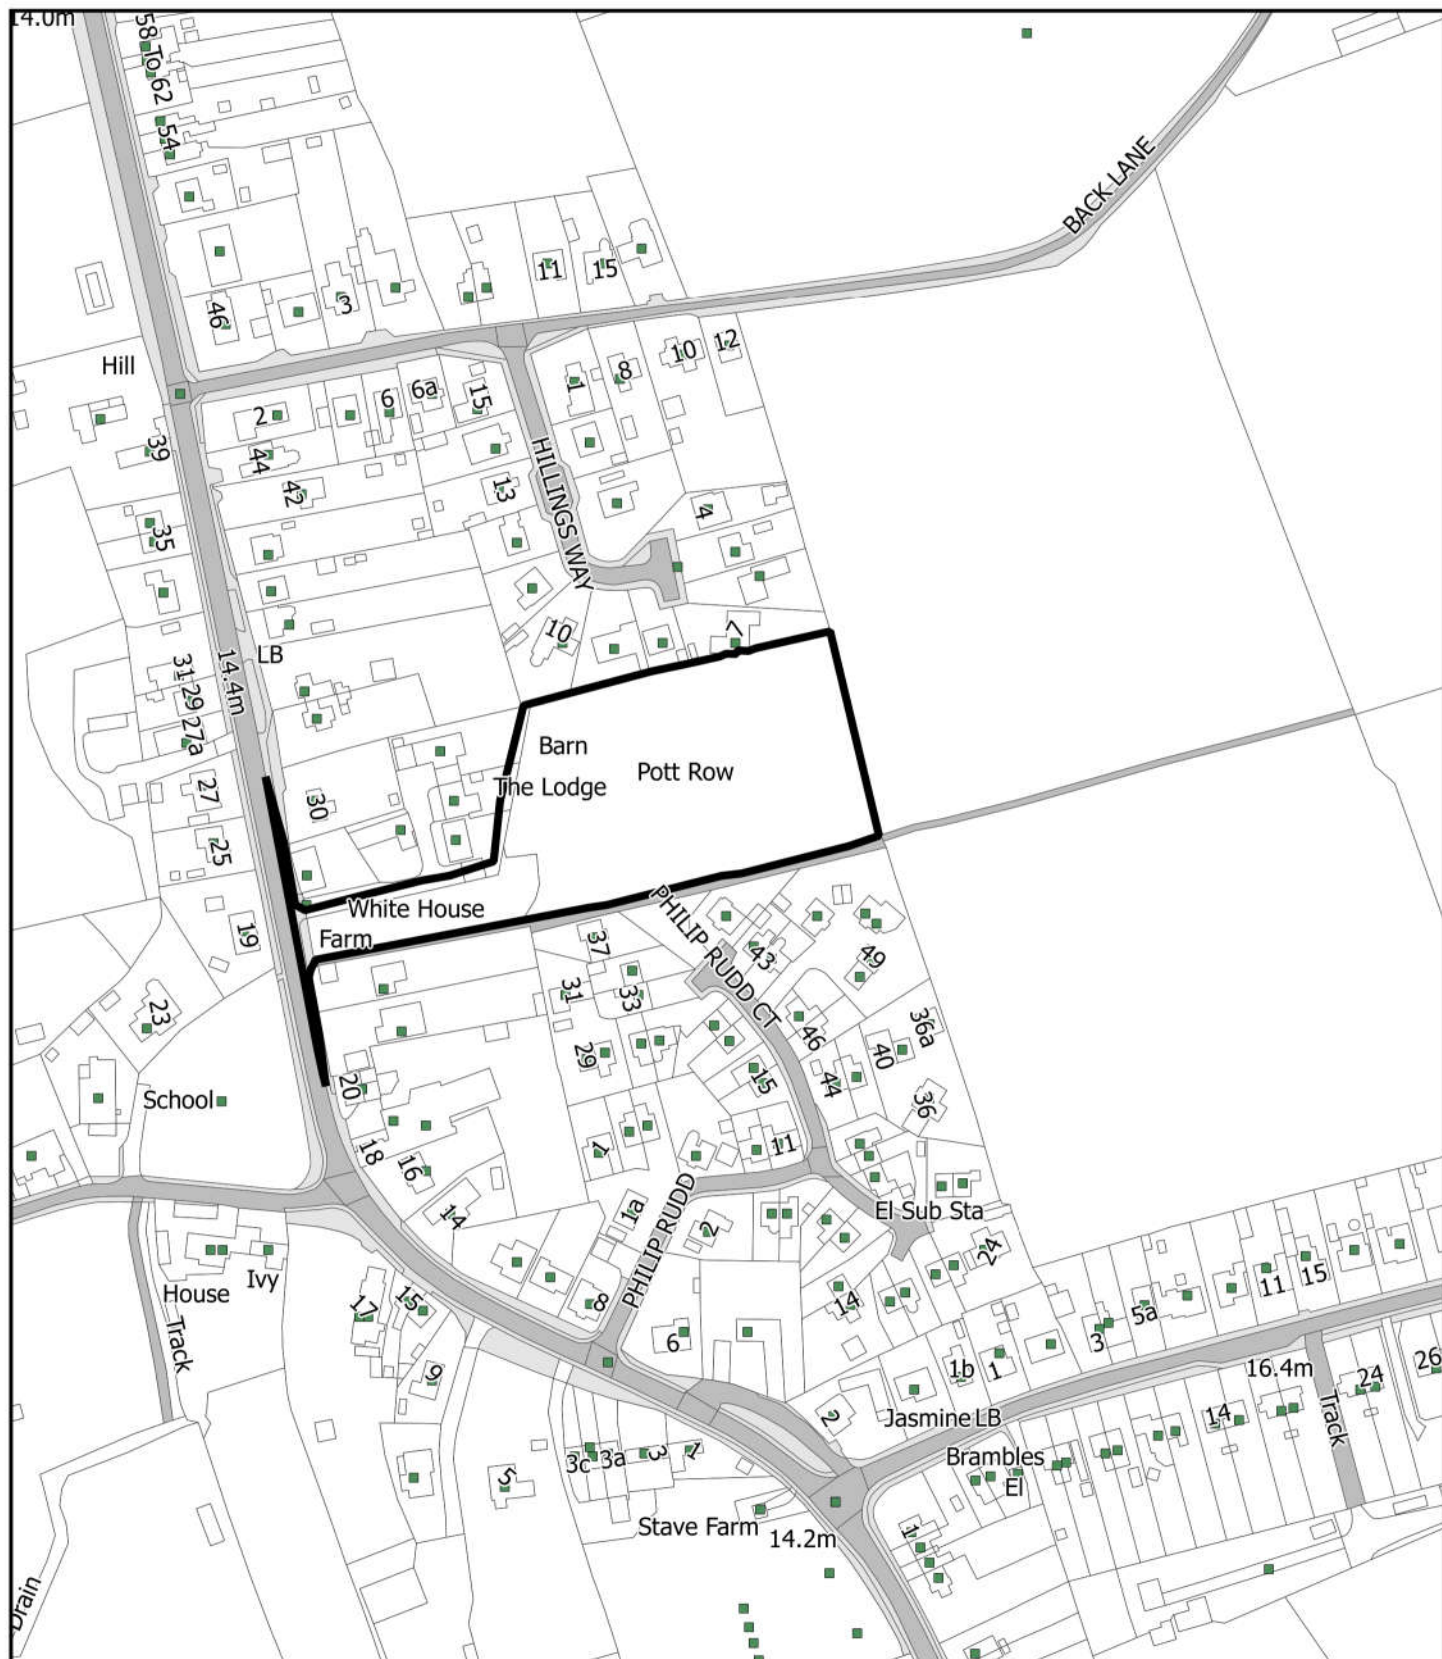 14.0m
58 To 62
54
BACK LANE
11
15
3
46
Hill
12
10
8
1
6a
6
15
2
39
44
42
13
HILLINGS WAY
4
35
10
7
LB
31
29
14.4m
27a
Barn
Pott Row
The Lodge
27
30
25
White House
Farm
19
PHILIP RUDD CT
37
43
49
31
33
23
46
36a
40
29
20
15
44
School
36
11
1
18
16
14
1a
2
El Sub Sta
PHILIP RUDD
24
Ivy
House
11
15
17
15
8
14
5a
Track
6
3
9
1b
1
16.4m
24
26
2
Jasmine
LB
14
Track
3c
3a
3
1
Brambles
5
El
Stave Farm
14.2m
1
Drain